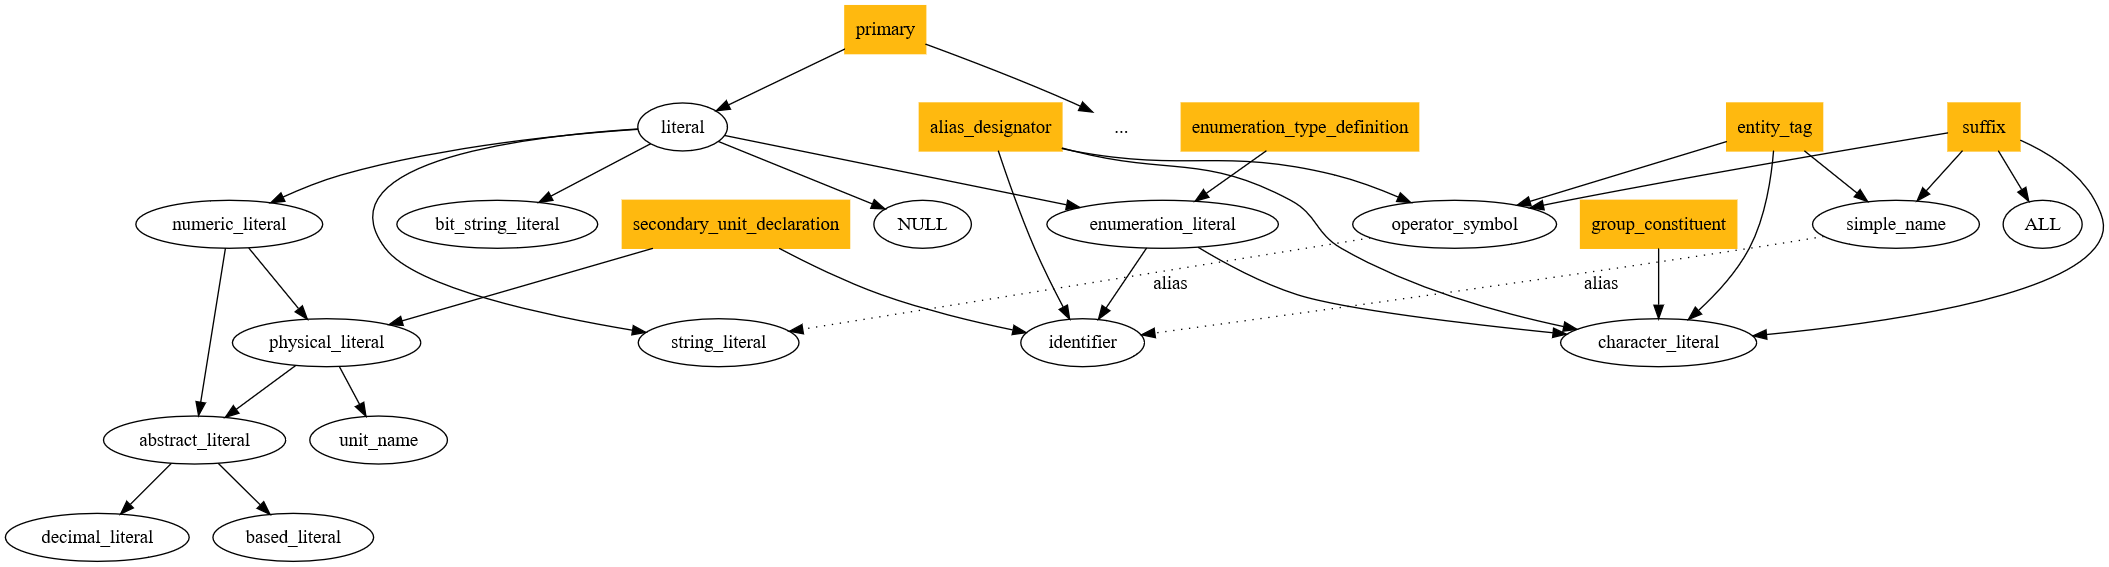 primary
literal
alias_designator
...
enumeration_type_definition
entity_tag
suffix
numeric_literal
bit_string_literal
secondary_unit_declaration
NULL
enumeration_literal
operator_symbol
group_constituent
simple_name
ALL
alias
alias
physical_literal
string_literal
identifier
character_literal
abstract_literal
unit_name
decimal_literal
based_literal